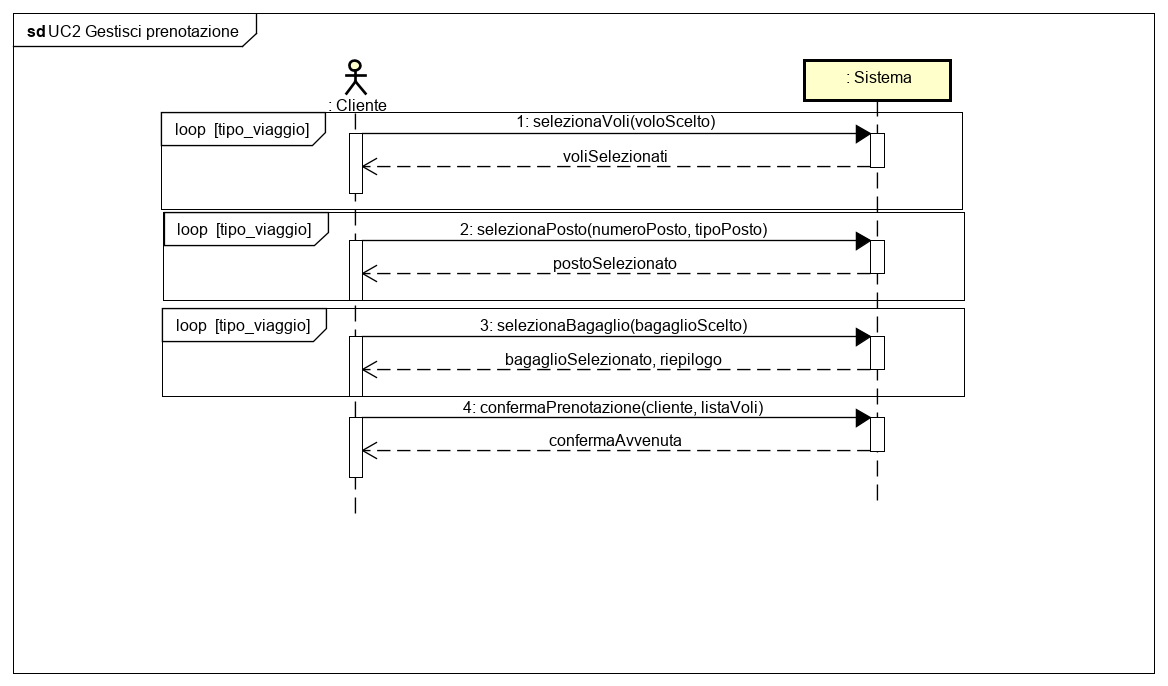 sd UC2 Gestisci prenotazione
: Cliente
: Sistema
loop [tipo_viaggio]
1: selezionaVoli(voloScelto)
voliSelezionati
loop [tipo_viaggio]
2: selezionaPosto(numeroPosto, tipoPosto)
postoSelezionato
loop [tipo_viaggio]
3: selezionaBagaglio(bagaglioScelto)
bagaglioSelezionato, riepilogo
4: confermaPrenotazione(cliente, listaVoli)
confermaAvvenuta